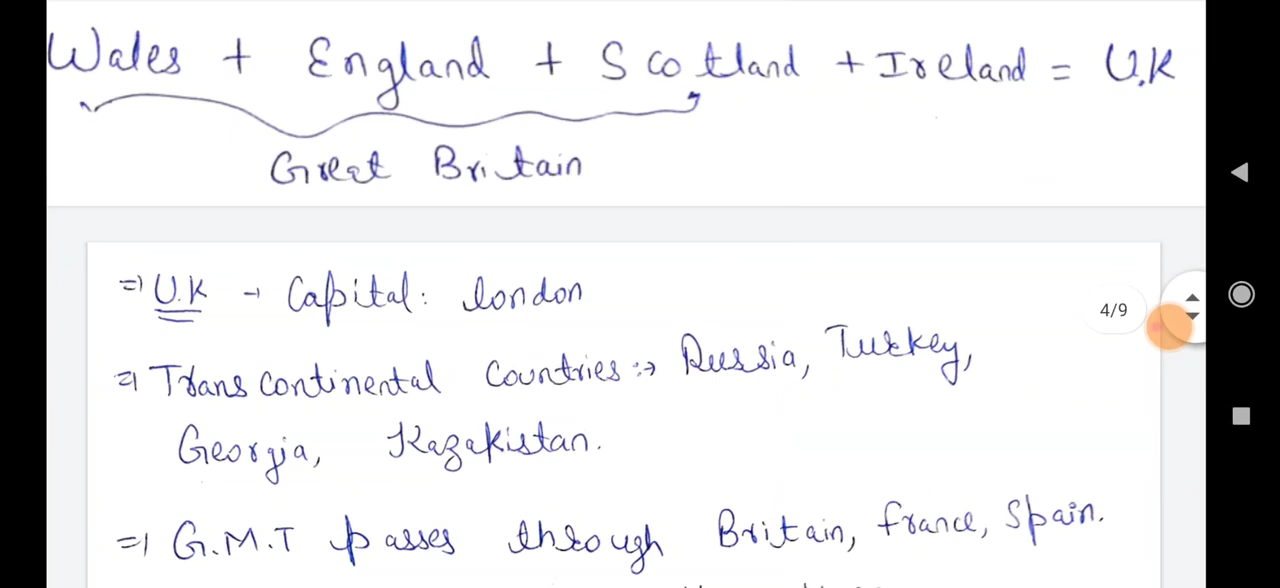 Wales + England + Scotland + Ireland = U.K
Great Britain
⇒ U.K → Capital: london
⇒ Trans continental countries :→ Russia, Turkey,
Georgia, Kazakistan.
4/9
⇒ G.M.T passes through Britain, france, Spain.